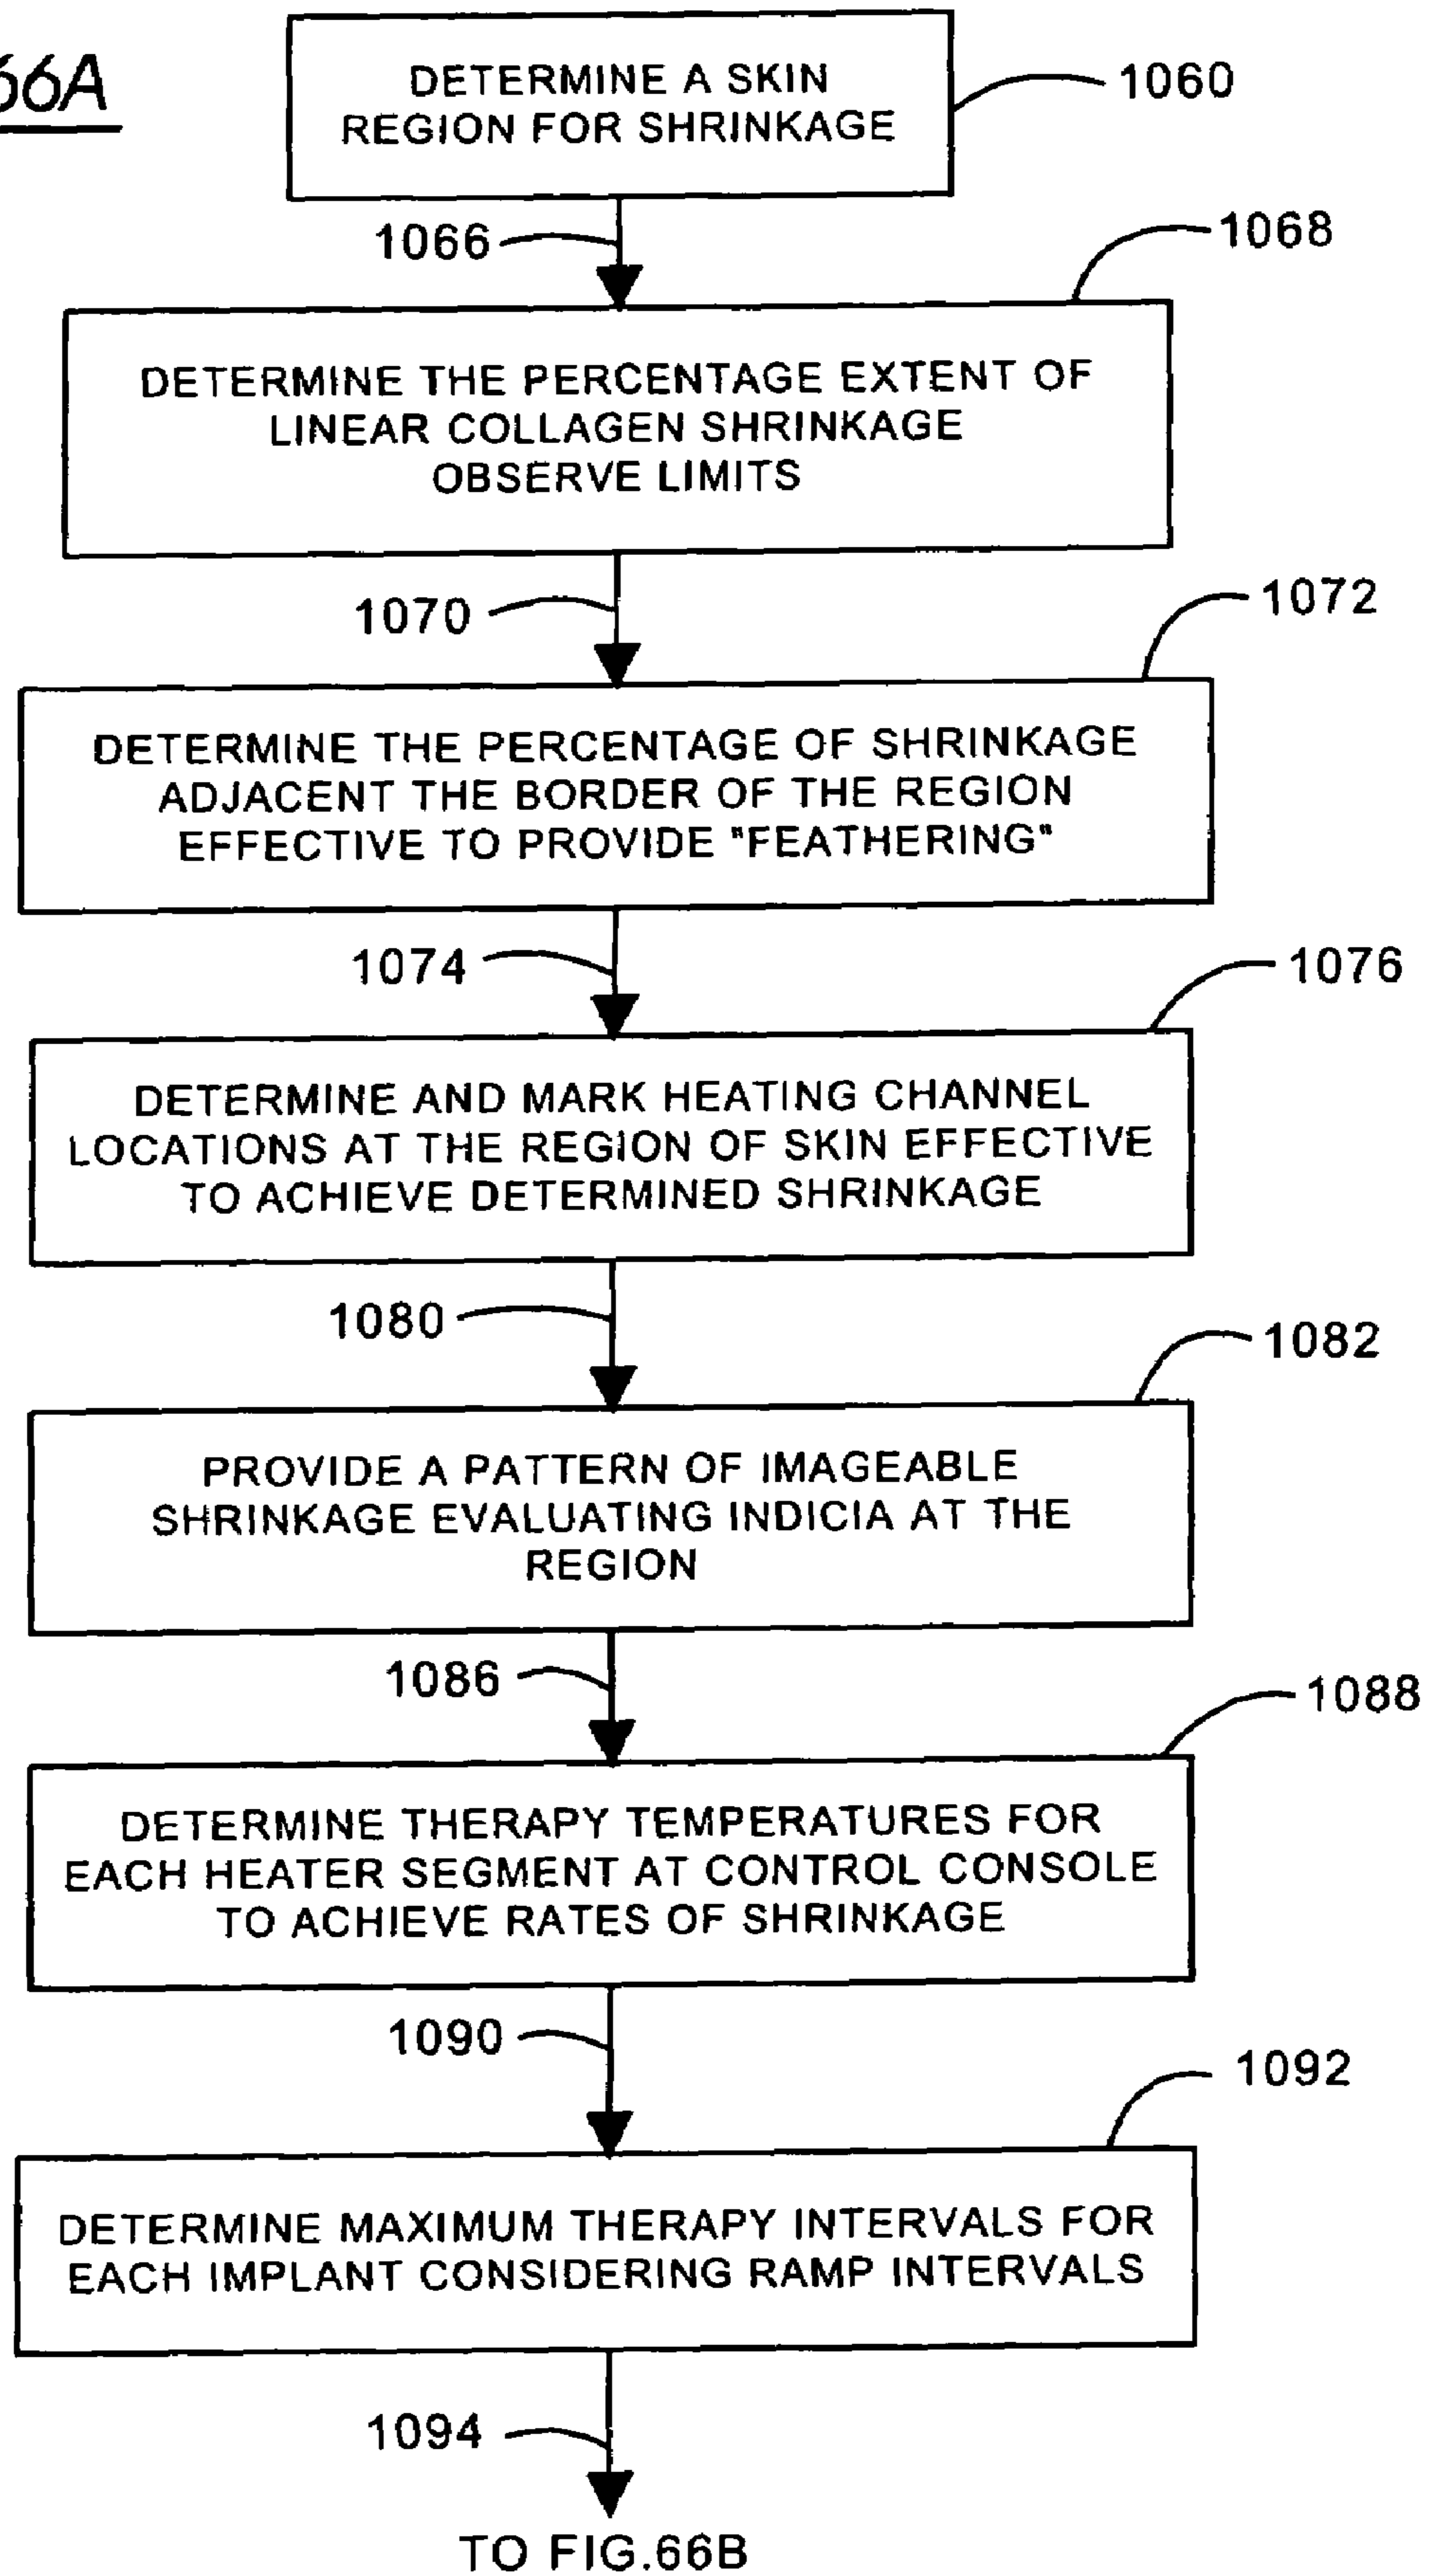 66A
DETERMINE A SKIN
REGION FOR SHRINKAGE
1060
1066
1068
DETERMINE THE PERCENTAGE EXTENT OF
LINEAR COLLAGEN SHRINKAGE
OBSERVE LIMITS
1070
1072
DETERMINE THE PERCENTAGE OF SHRINKAGE
ADJACENT THE BORDER OF THE REGION
EFFECTIVE TO PROVIDE "FEATHERING"
1074
1076
DETERMINE AND MARK HEATING CHANNEL
LOCATIONS AT THE REGION OF SKIN EFFECTIVE
TO ACHIEVE DETERMINED SHRINKAGE
1080
1082
PROVIDE A PATTERN OF IMAGEABLE
SHRINKAGE EVALUATING INDICIA AT THE
REGION
1086
1088
DETERMINE THERAPY TEMPERATURES FOR
EACH HEATER SEGMENT AT CONTROL CONSOLE
TO ACHIEVE RATES OF SHRINKAGE
1090
1092
DETERMINE MAXIMUM THERAPY INTERVALS FOR
EACH IMPLANT CONSIDERING RAMP INTERVALS
1094
TO FIG.66B